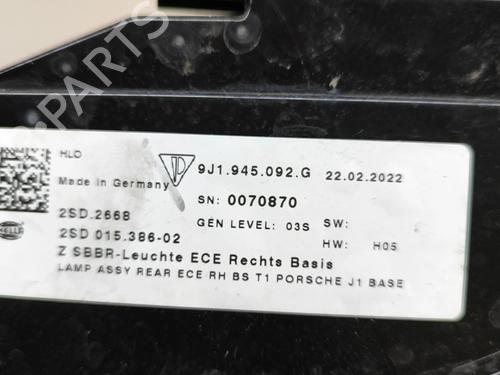 HLO
Made in Germany
9J1.945.092.G 22.02.2022
SN: 0070870
2SD.2668
GEN LEVEL: 03S SW:
HW: H05
2SD 015.386-02
HELLA
Z SBBR-Leuchte ECE Rechts Basis
LAMP ASSY REAR ECE RH BS T1 PORSCHE J1 BASE